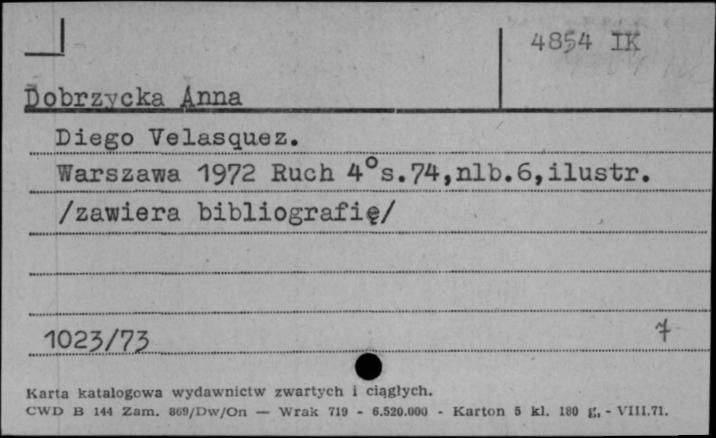 4854 IK
Dobrzycka Anna
Diego Velasquez.
Warszawa 1972 Ruch 4°s.74,nlb.6,ilustr.
/zawiera bibliografię/
1023/73
7
Karta katalogowa wydawnictw zwartych i ciągłych.
CWD B 144 Zam. 869/Dw/On — Wrak 719 - 6.520.000 - Karton 5 kl. 180 g, - VIII.71.